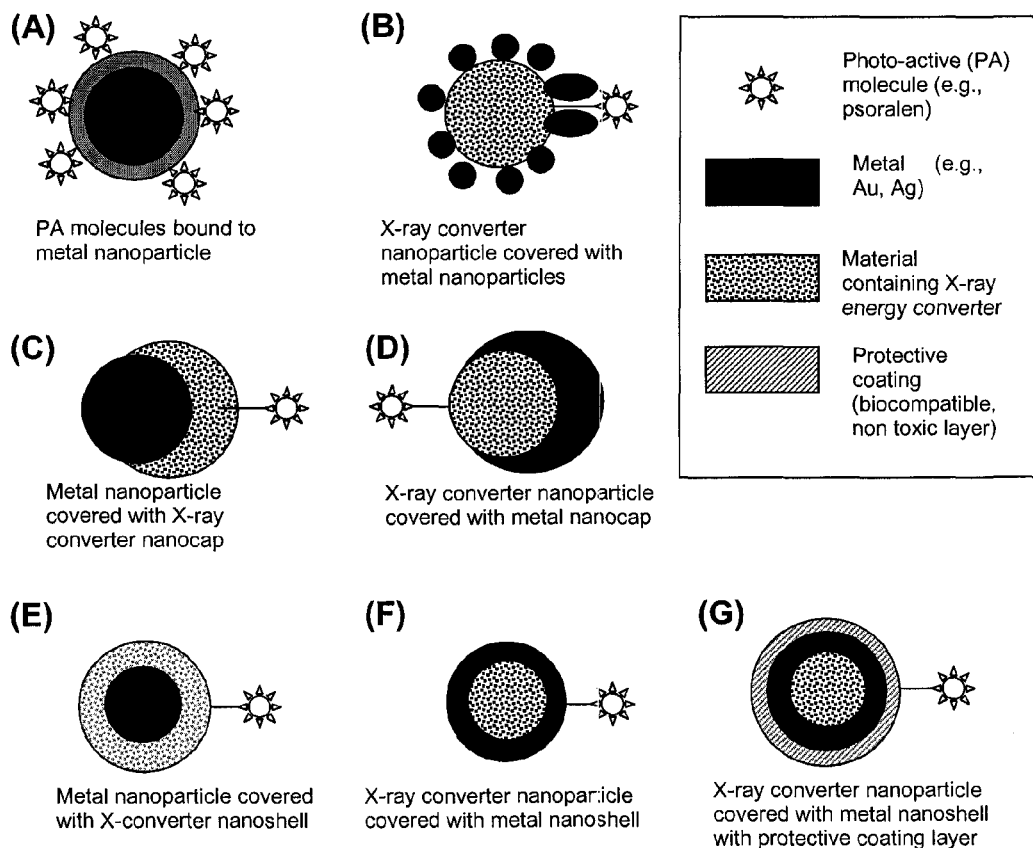 (A)
PA molecules bound to
metal nanoparticle
(B)
X-ray converter
nanoparticle covered with
metal nanoparticles
Photo-active (PA)
molecule (e.g.,
psoralen)
Metal (e.g.,
Au, Ag)
Material
containing X-ray
energy converter
Protective
coating
(biocompatible,
non toxic layer)
(C)
Metal nanoparticle
covered with X-ray
converter nanocap
(D)
X-ray converter nanoparticle
covered with metal nanocap
(E)
Metal nanoparticle covered
with X-converter nanoshell
(F)
X-ray converter nanoparticle
covered with metal nanoshell
(G)
X-ray converter nanoparticle
covered with metal nanoshell
with protective coating layer